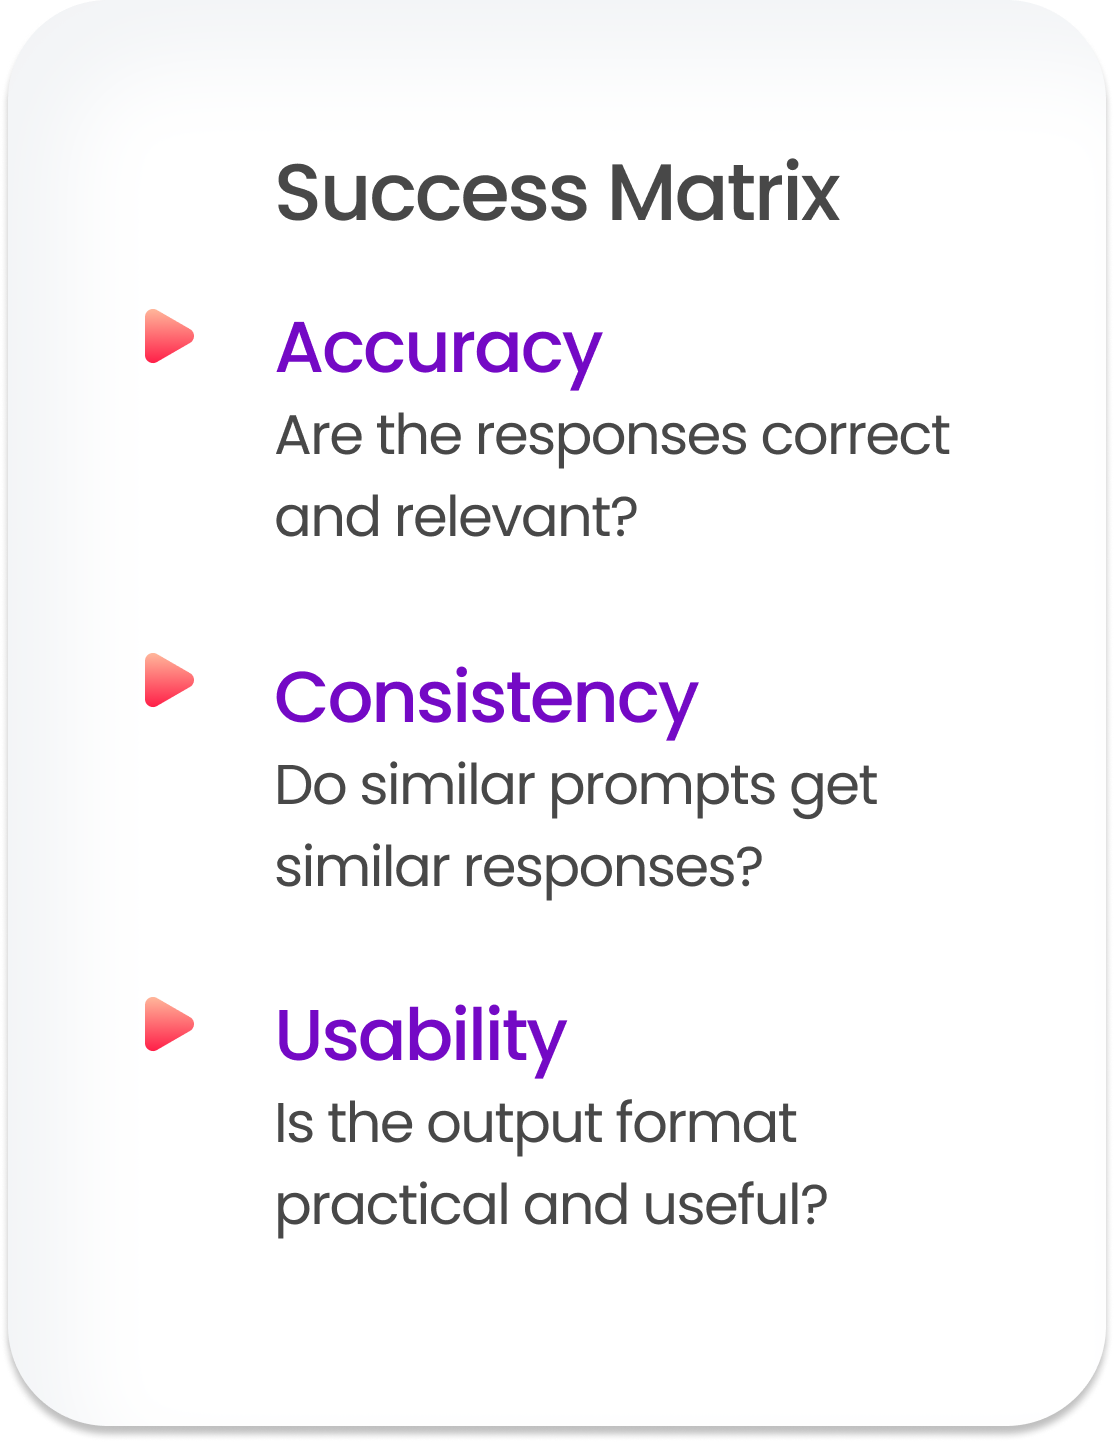 Success Matrix
Accuracy
Are the responses correct
and relevant?
Consistency
Do similar prompts get
similar responses?
Usability
Is the output format
practical and useful?